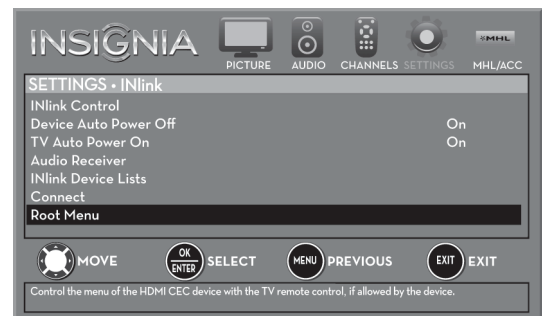 INSIGNIA
PICTURE AUDIO CHANNELS SETTINGS MHL/ACC
MHL
SETTINGS • INlink
INlink Control
Device Auto Power Off On
TV Auto Power On On
Audio Receiver
INlink Device Lists
Connect
Root Menu
MOVE OK ENTER SELECT MENU PREVIOUS EXIT EXIT
Control the menu of the HDMI CEC device with the TV remote control, if allowed by the device.